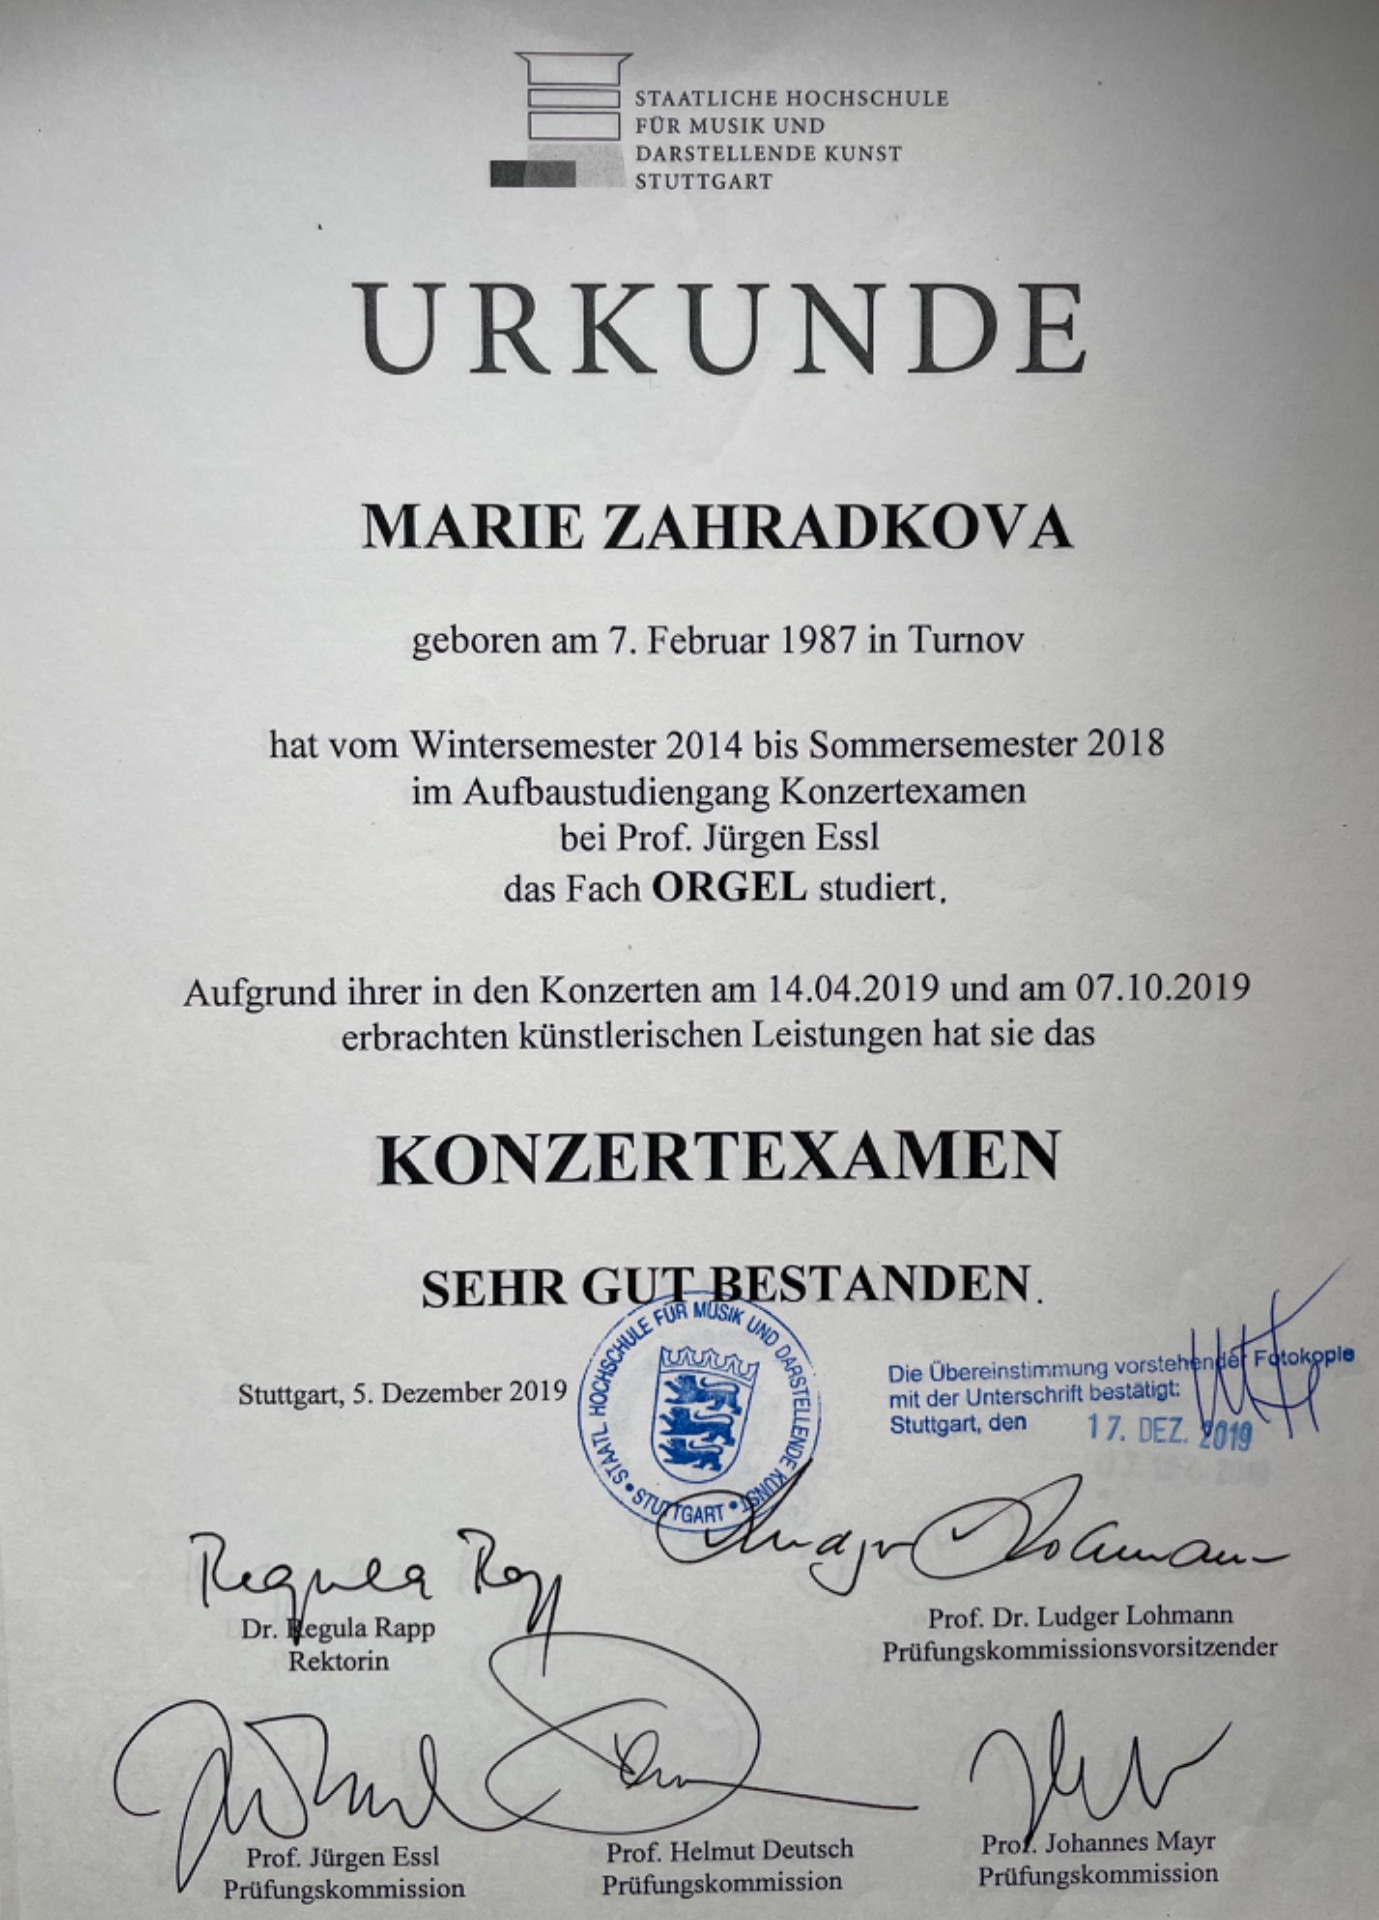 STAATLICHE HOCHSCHULE
FÜR MUSIK UND
DARSTELLENDE KUNST
STUTTGART
URKUNDE
MARIE ZAHRADKOVA
geboren am 7. Februar 1987 in Turnov
hat vom Wintersemester 2014 bis Sommersemester 2018
im Aufbaustudiengang Konzertexamen
bei Prof. Jürgen Essl
das Fach ORGEL studiert.
Aufgrund ihrer in den Konzerten am 14.04.2019 und am 07.10.2019
erbrachten künstlerischen Leistungen hat sie das
KONZERTEXAMEN
SEHR GUT BESTANDEN.
Stuttgart, 5. Dezember 2019
STAATL. HOCHSCHULE FÜR MUSIK UND DARSTELLENDE KUNST
• STUTTGART •
Die Übereinstimmung vorstehender Fotokopie
mit der Unterschrift bestätigt:
Stuttgart, den 17. DEZ. 2019
Regula Rapp
Ludger Lohmann
Dr. Regula Rapp
Rektorin
Prof. Dr. Ludger Lohmann
Prüfungskommissionsvorsitzender
Prof. Jürgen Essl
Prüfungskommission
Prof. Helmut Deutsch
Prüfungskommission
Prof. Johannes Mayr
Prüfungskommission